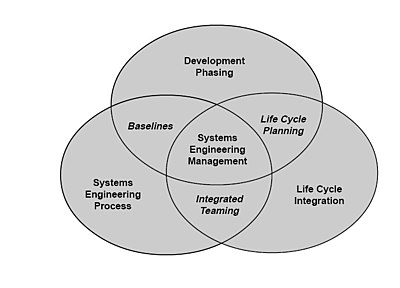 Development
Phasing
Baselines
Life Cycle
Planning
Systems
Engineering
Management
Systems
Engineering
Process
Integrated
Teaming
Life Cycle
Integration